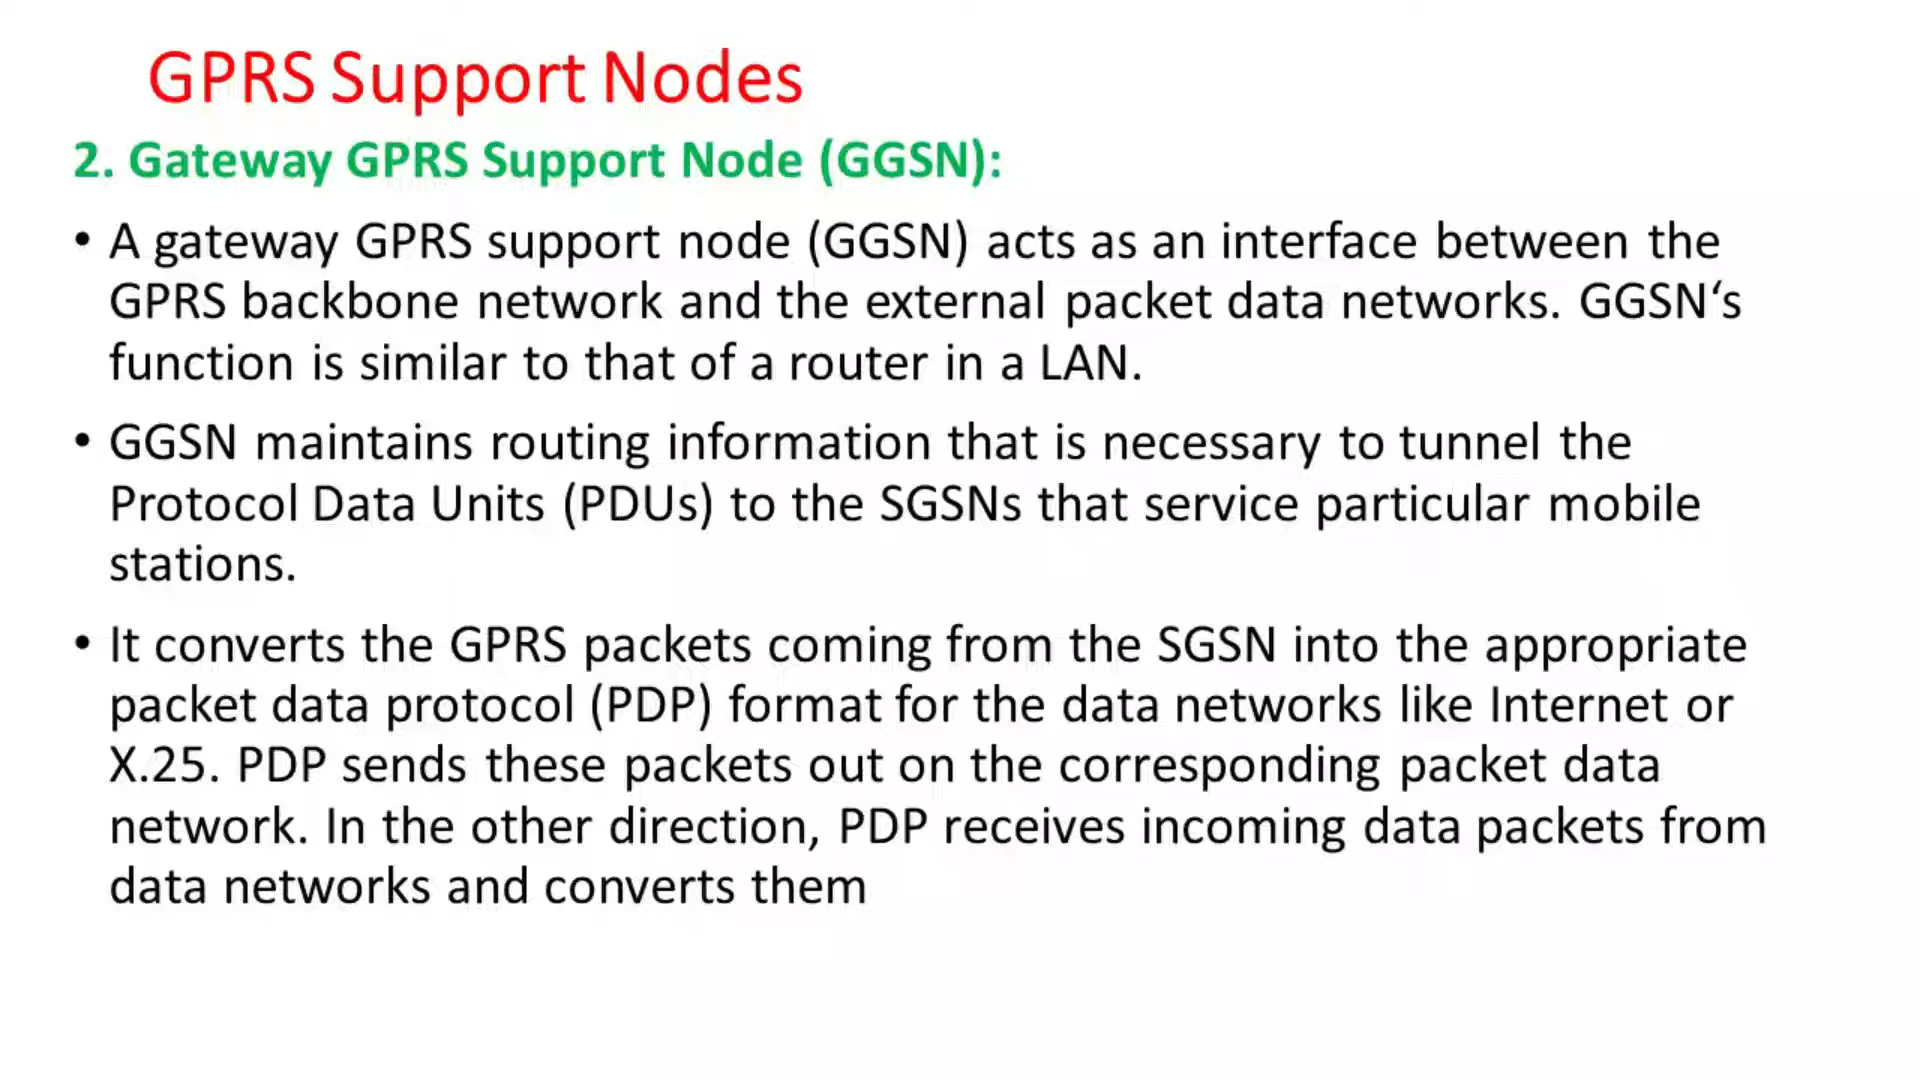 GPRS Support Nodes
2. Gateway GPRS Support Node (GGSN):
• A gateway GPRS support node (GGSN) acts as an interface between the
GPRS backbone network and the external packet data networks. GGSN‘s
function is similar to that of a router in a LAN.
• GGSN maintains routing information that is necessary to tunnel the
Protocol Data Units (PDUs) to the SGSNs that service particular mobile
stations.
• It converts the GPRS packets coming from the SGSN into the appropriate
packet data protocol (PDP) format for the data networks like Internet or
X.25. PDP sends these packets out on the corresponding packet data
network. In the other direction, PDP receives incoming data packets from
data networks and converts them